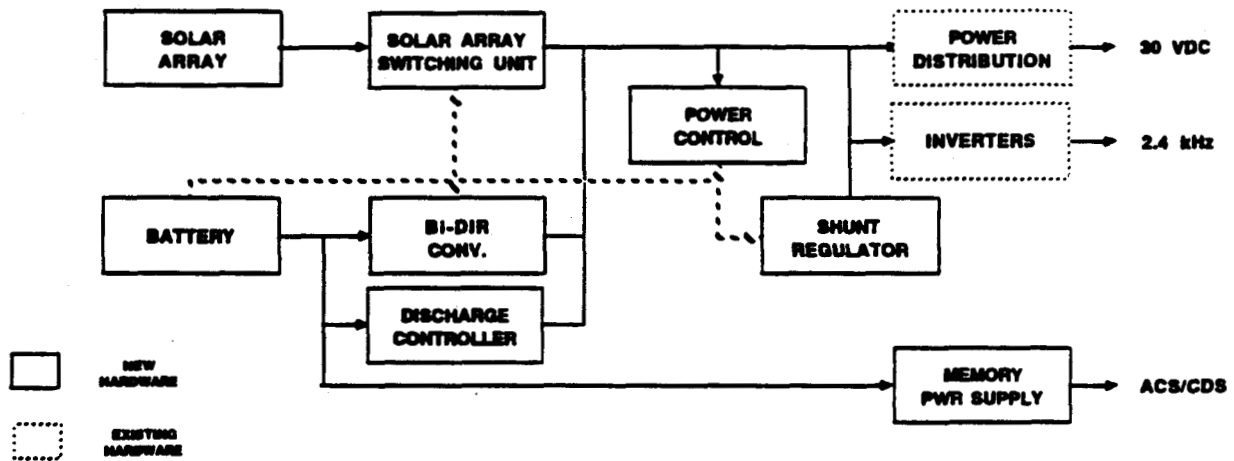 SOLAR
ARRAY
SOLAR ARRAY
SWITCHING UNIT
POWER
DISTRIBUTION
30 VDC
POWER
CONTROL
INVERTERS
2.4 kHz
BATTERY
Bi-DIR
CONV.
SHUNT
REGULATOR
DISCHARGE
CONTROLLER
MEMORY
PWR SUPPLY
ACS/CDS
NEW
HARDWARE
EXISTING
HARDWARE